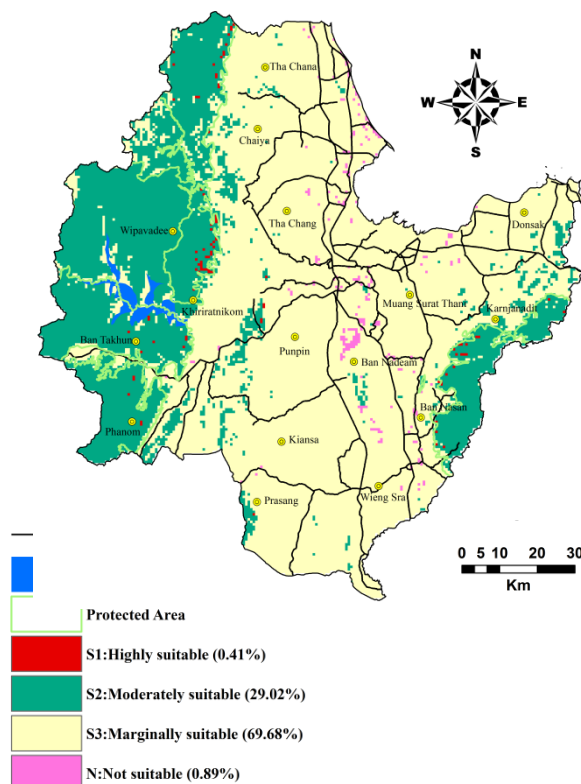 Tha Chana
N
W E
S
Chaiya
Tha Chang
Donsak
Wipavadee
Muang Surat Thani
Khiriratnikom
Karnjanadit
Ban Takhun
Punpin
Ban Nadeam
Phanom
Ban Nasan
Kiansa
Wieng Sra
Prasang
0 5 10 20 30
Km
Protected Area
S1:Highly suitable (0.41%)
S2:Moderately suitable (29.02%)
S3:Marginally suitable (69.68%)
N:Not suitable (0.89%)